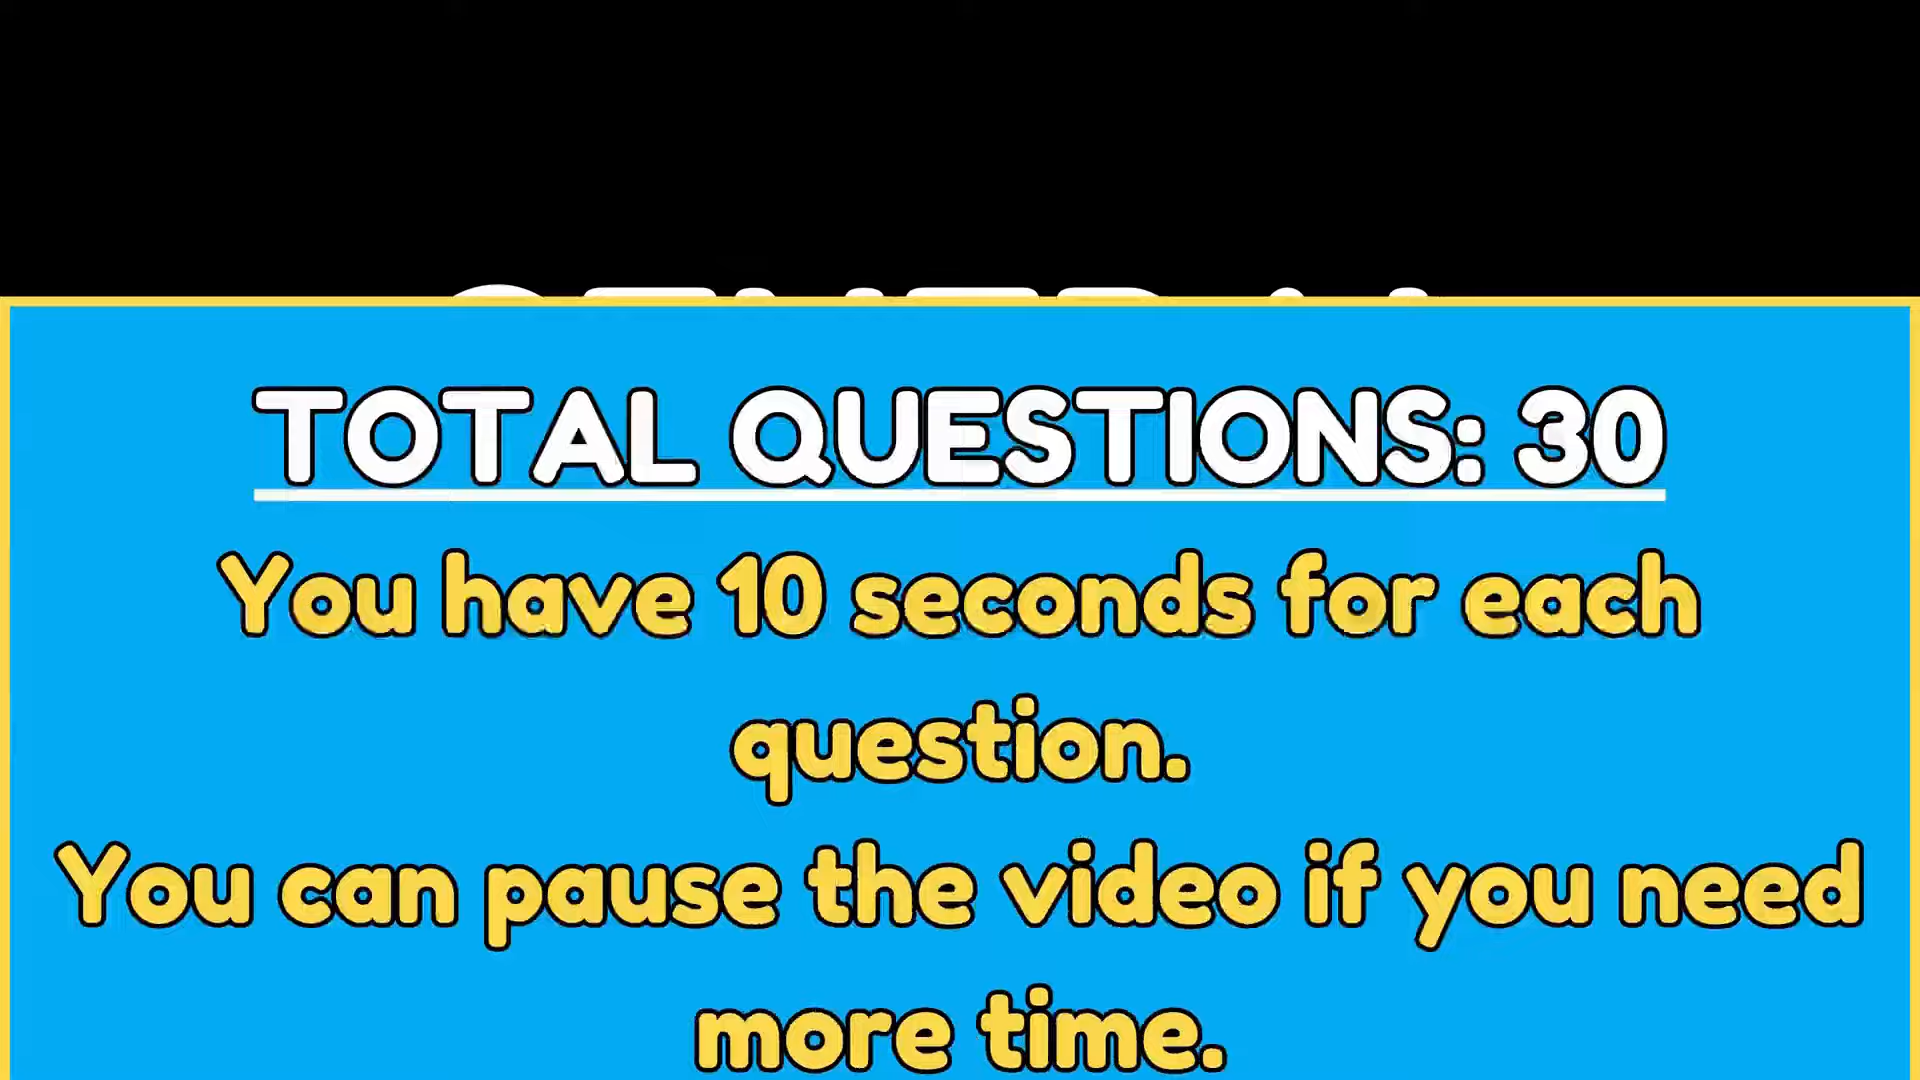 TOTAL QUESTIONS: 30
You have 10 seconds for each
question.
You can pause the video if you need
more time.